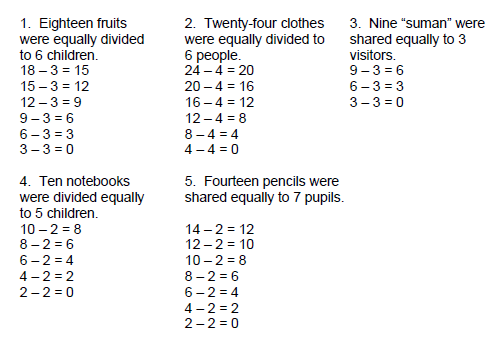 1. Eighteen fruits
were equally divided
to 6 children.
18 – 3 = 15
15 – 3 = 12
12 – 3 = 9
9 – 3 = 6
6 – 3 = 3
3 – 3 = 0
2. Twenty-four clothes
were equally divided to
6 people.
24 – 4 = 20
20 – 4 = 16
16 – 4 = 12
12 – 4 = 8
8 – 4 = 4
4 – 4 = 0
3. Nine “suman” were
shared equally to 3
visitors.
9 – 3 = 6
6 – 3 = 3
3 – 3 = 0
4. Ten notebooks
were divided equally
to 5 children.
10 – 2 = 8
8 – 2 = 6
6 – 2 = 4
4 – 2 = 2
2 – 2 = 0
5. Fourteen pencils were
shared equally to 7 pupils.
14 – 2 = 12
12 – 2 = 10
10 – 2 = 8
8 – 2 = 6
6 – 2 = 4
4 – 2 = 2
2 – 2 = 0